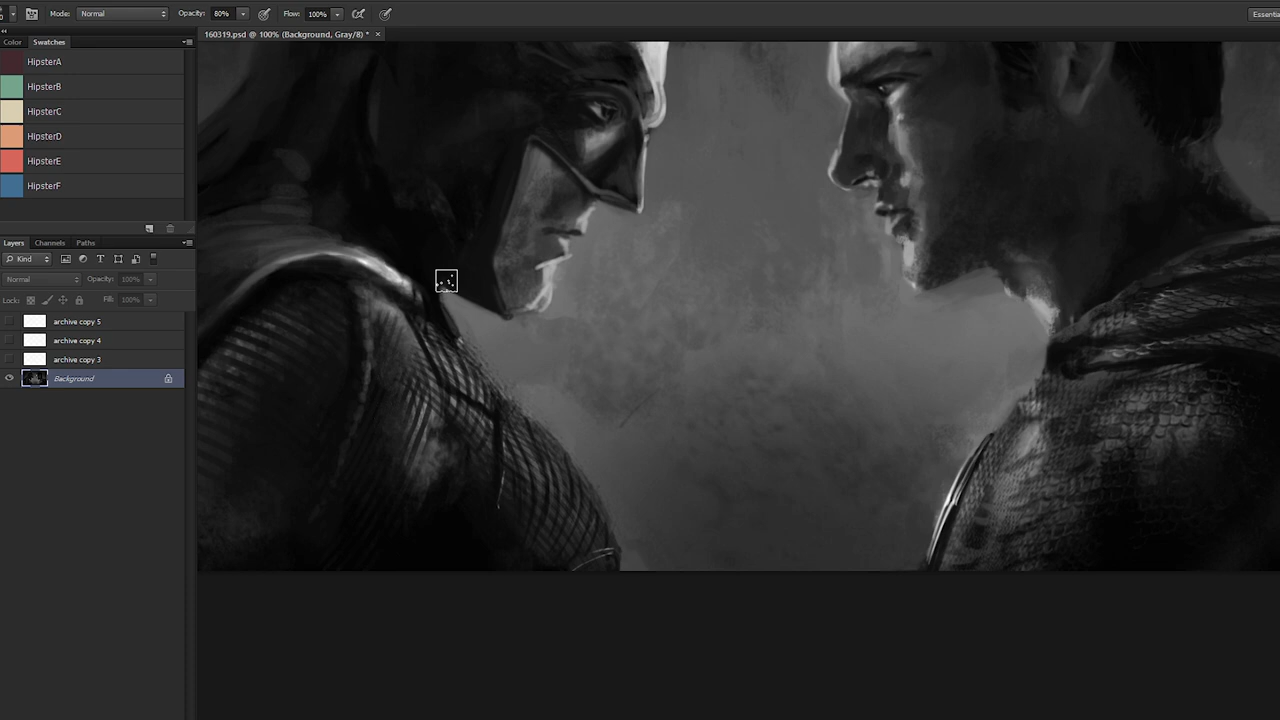 Mode: Normal Opacity: 80% Flow: 100% Essentia
160319.psd @ 100% (Background, Gray/8) * ×
Color Swatches
HipsterA
HipsterB
HipsterC
HipsterD
HipsterE
HipsterF
Layers Channels Paths
Kind
Normal Opacity: 100%
Lock: Fill: 100%
archive copy 5
archive copy 4
archive copy 3
Background